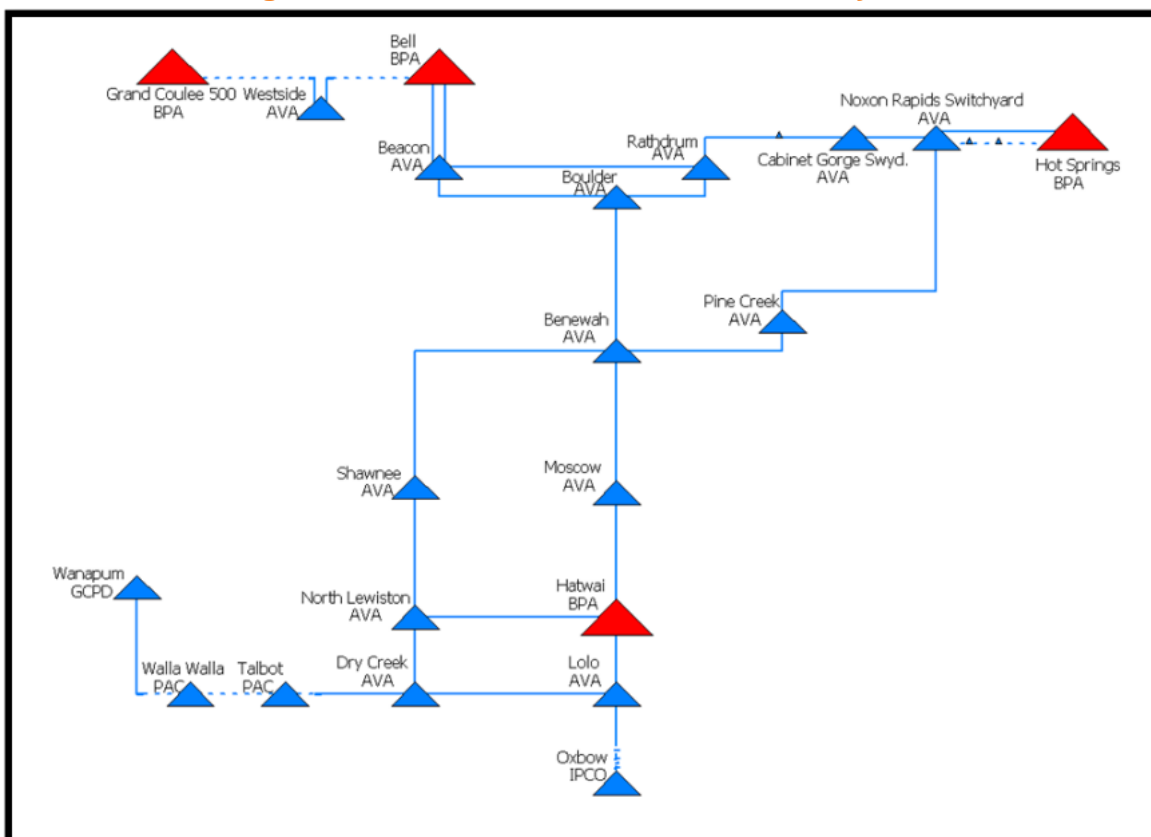 Bell
BPA
Grand Coulee 500
BPA
Westside
AVA
Noxon Rapids Switchyard
AVA
Beacon
AVA
Rathdrum
AVA
Boulder
AVA
Cabinet Gorge Swyd.
AVA
Hot Springs
BPA
Pine Creek
AVA
Benewah
AVA
Shawnee
AVA
Moscow
AVA
Wanapum
GCPD
North Lewiston
AVA
Hatwai
BPA
Walla Walla
PAC
Talbot
PAC
Dry Creek
AVA
Lolo
AVA
Oxbow
IPCO